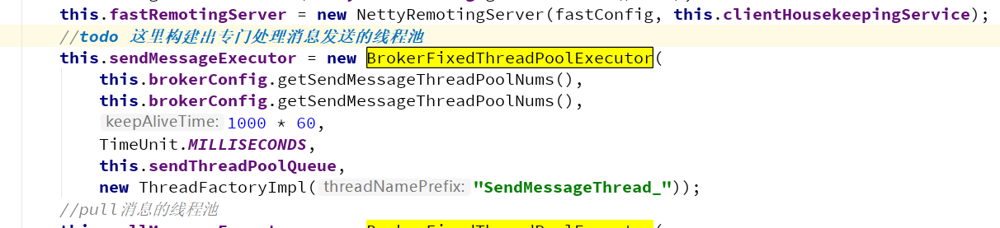 this.fastRemotingServer = new NettyRemotingServer(fastConfig, this.clientHousekeepingService);
//todo 这里构建出专门处理消息发送的线程池
this.sendMessageExecutor = new BrokerFixedThreadPoolExecutor(
this.brokerConfig.getSendMessageThreadPoolNums(),
this.brokerConfig.getSendMessageThreadPoolNums(),
keepAliveTime: 1000 * 60,
TimeUnit.MILLISECONDS,
this.sendThreadPoolQueue,
new ThreadFactoryImpl( threadNamePrefix: "SendMessageThread_"));
//pull消息的线程池